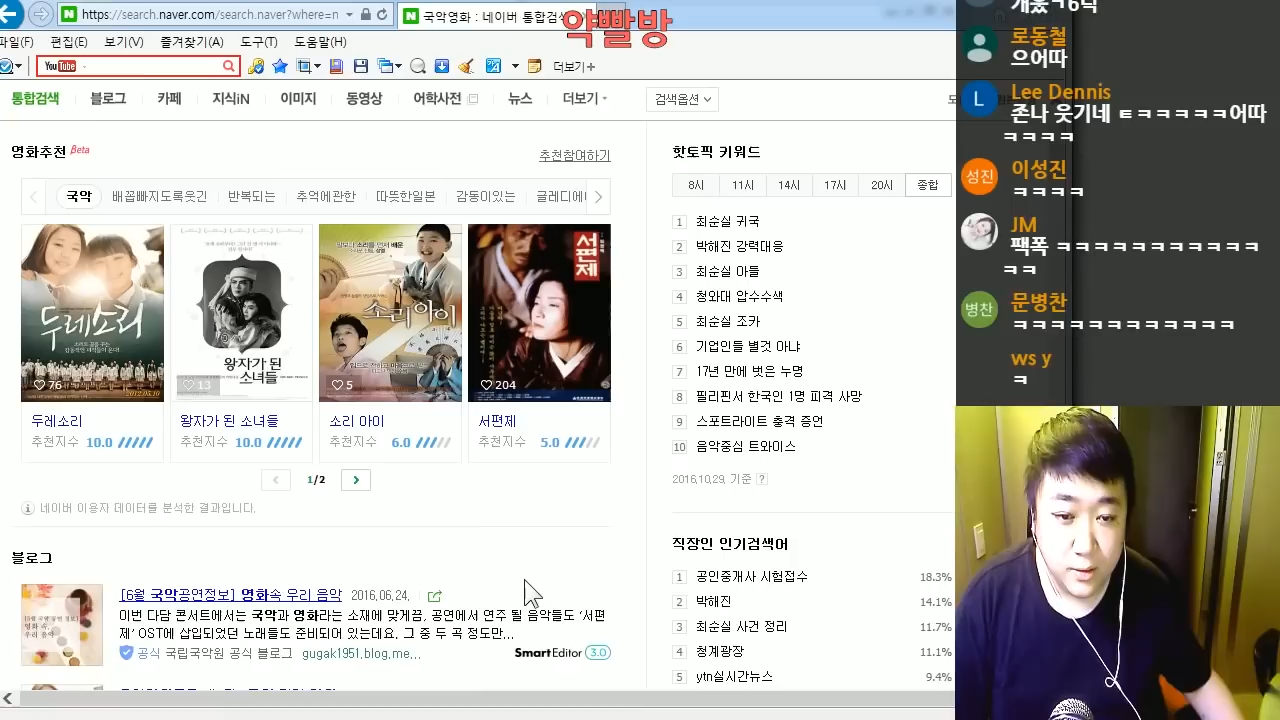 https://search.naver.com/search.naver?where=n
국악영화 : 네이버 통합검색
약빨방
파일(F) 편집(E) 보기(V) 즐겨찾기(A) 도구(T) 도움말(H)
YouTube
더보기
통합검색 블로그 카페 지식iN 이미지 동영상 어학사전 뉴스 더보기 검색옵션
영화추천 βeta
추천참여하기
국악 배꼽빠지도록웃긴 반복되는 추억에관한 따뜻한일본 감동이있는 글래디에
두레소리
2012.05.10
76
왕자가 된 소녀들
13
소리 아이
5
서편제
204
두레소리
추천지수 10.0
왕자가 된 소녀들
추천지수 10.0
소리 아이
추천지수 6.0
서편제
추천지수 5.0
1/2
네이버 이용자 데이터를 분석한 결과입니다.
블로그
[6월 국악공연정보] 영화속 우리 음악 2016.06.24.
이번 다담 콘서트에서는 국악과 영화라는 소재에 맞게끔, 공연에서 연주 될 음악들도 '서편
제' OST에 삽입되었던 노래들도 준비되어 있는데요. 그 중 두 곡 정도만...
공식 국립국악원 공식 블로그 gugak1951.blog.me...
SmartEditor 3.0
핫토픽 키워드
8시 11시 14시 17시 20시 종합
1 최순실 귀국
2 박해진 강력대응
3 최순실 아들
4 청와대 압수수색
5 최순실 조카
6 기업인들 별것 아냐
7 17년 만에 벗은 누명
8 필리핀서 한국인 1명 피격 사망
9 스포트라이트 충격 증언
10 음악중심 트와이스
2016.10.29. 기준 ?
직장인 인기검색어
1 공인중개사 시험접수 18.3%
2 박해진 14.1%
3 최순실 사건 정리 11.7%
4 청계광장 11.1%
5 ytn실시간뉴스 9.4%
로동철
으어따
L
Lee Dennis
존나 웃기네 ㅌㅋㅋㅋㅋㅋ어따
ㅋㅋㅋㅋ
성진
이성진
ㅋㅋㅋㅋ
JM
팩폭 ㅋㅋㅋㅋㅋㅋㅋㅋㅋㅋㅋ
ㅋㅋ
병찬
문병찬
ㅋㅋㅋㅋㅋㅋㅋㅋㅋㅋㅋㅋ
ws y
ㅋ